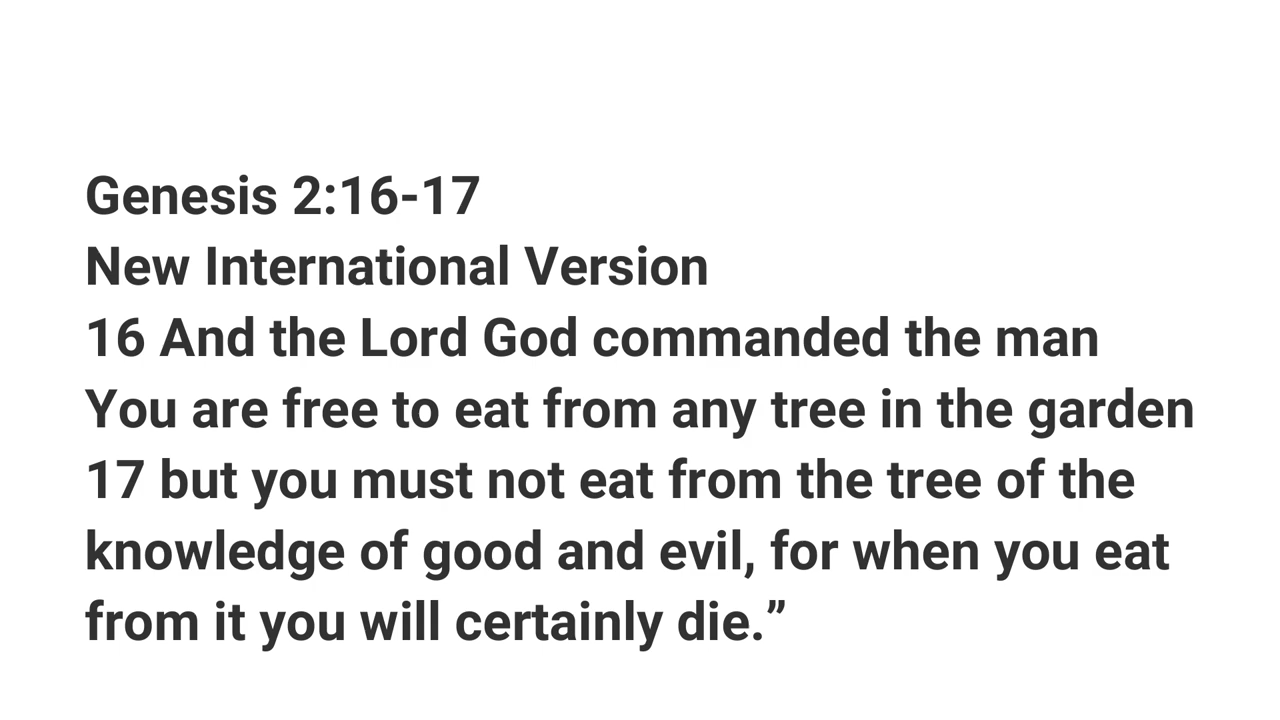 Genesis 2:16-17
New International Version
16 And the Lord God commanded the man
You are free to eat from any tree in the garden
17 but you must not eat from the tree of the
knowledge of good and evil, for when you eat
from it you will certainly die.”